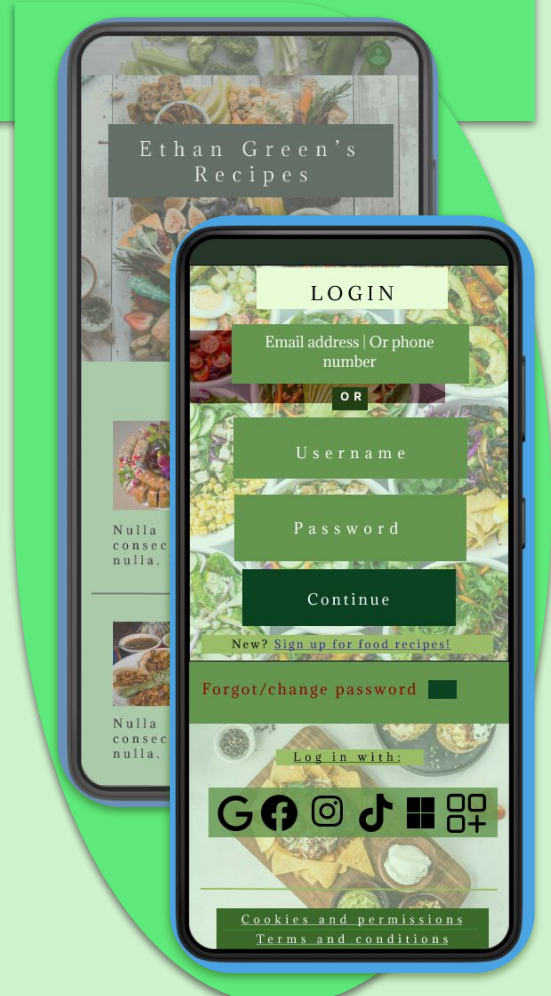 Ethan Green's
Recipes
Nulla
consec
nulla.
Nulla
consec
nulla.
LOGIN
Email address | Or phone
number
OR
Username
Password
Continue
New? Sign up for food recipes!
Forgot/change password
Log in with:
Cookies and permissions
Terms and conditions